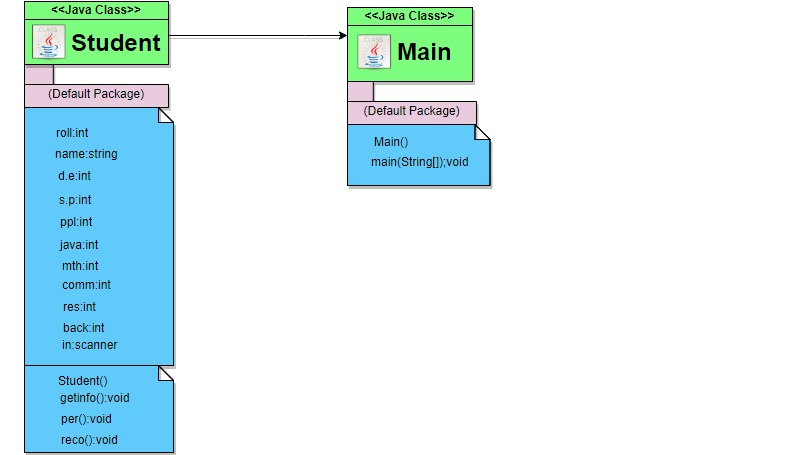 <<Java Class>>
Student
(Default Package)
roll:int
name:string
d.e:int
s.p:int
ppl:int
java:int
mth:int
comm:int
res:int
back:int
in:scanner
Student()
getinfo():void
per():void
reco():void
<<Java Class>>
Main
(Default Package)
Main()
main(String[]);void